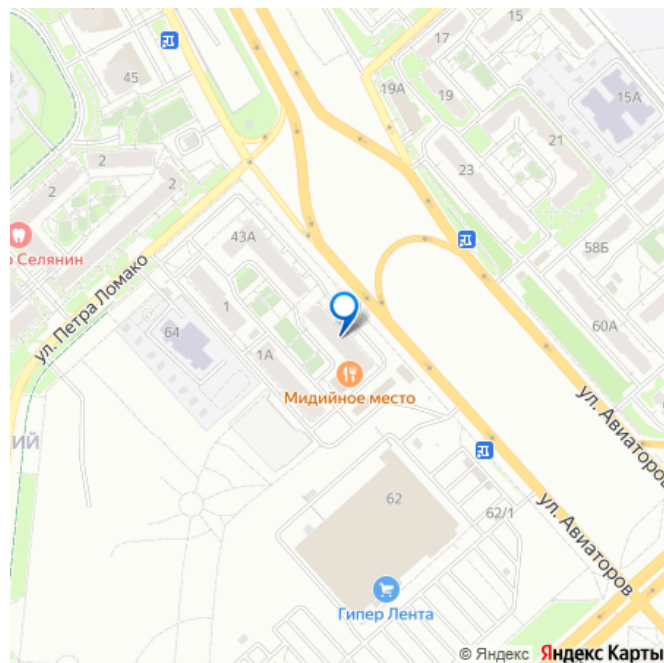 15
17
45
19А
19
15А
21
2
2
2
23
43А
58Б
о Селянин
ул. Петра Ломако
1
64
1А
60А
Мидийное место
ул. Авиаторов
ий
62
62/1
ул. Авиаторов
Гипер Лента
© Яндекс Яндекс Карты